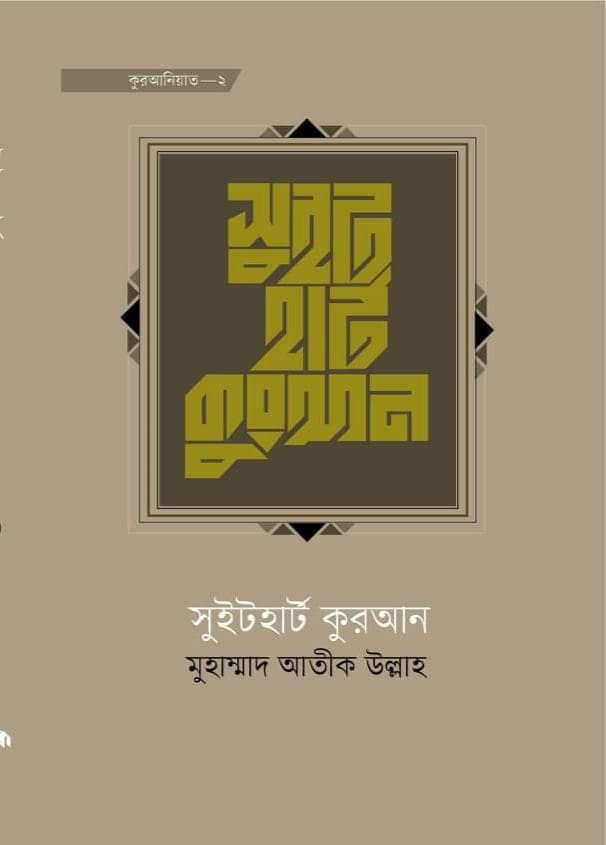 কুরআনিয়াত—২
সুইট
হার্ট
কুরআন
সুইটহার্ট কুরআন
মুহাম্মাদ আতীক উল্লাহ